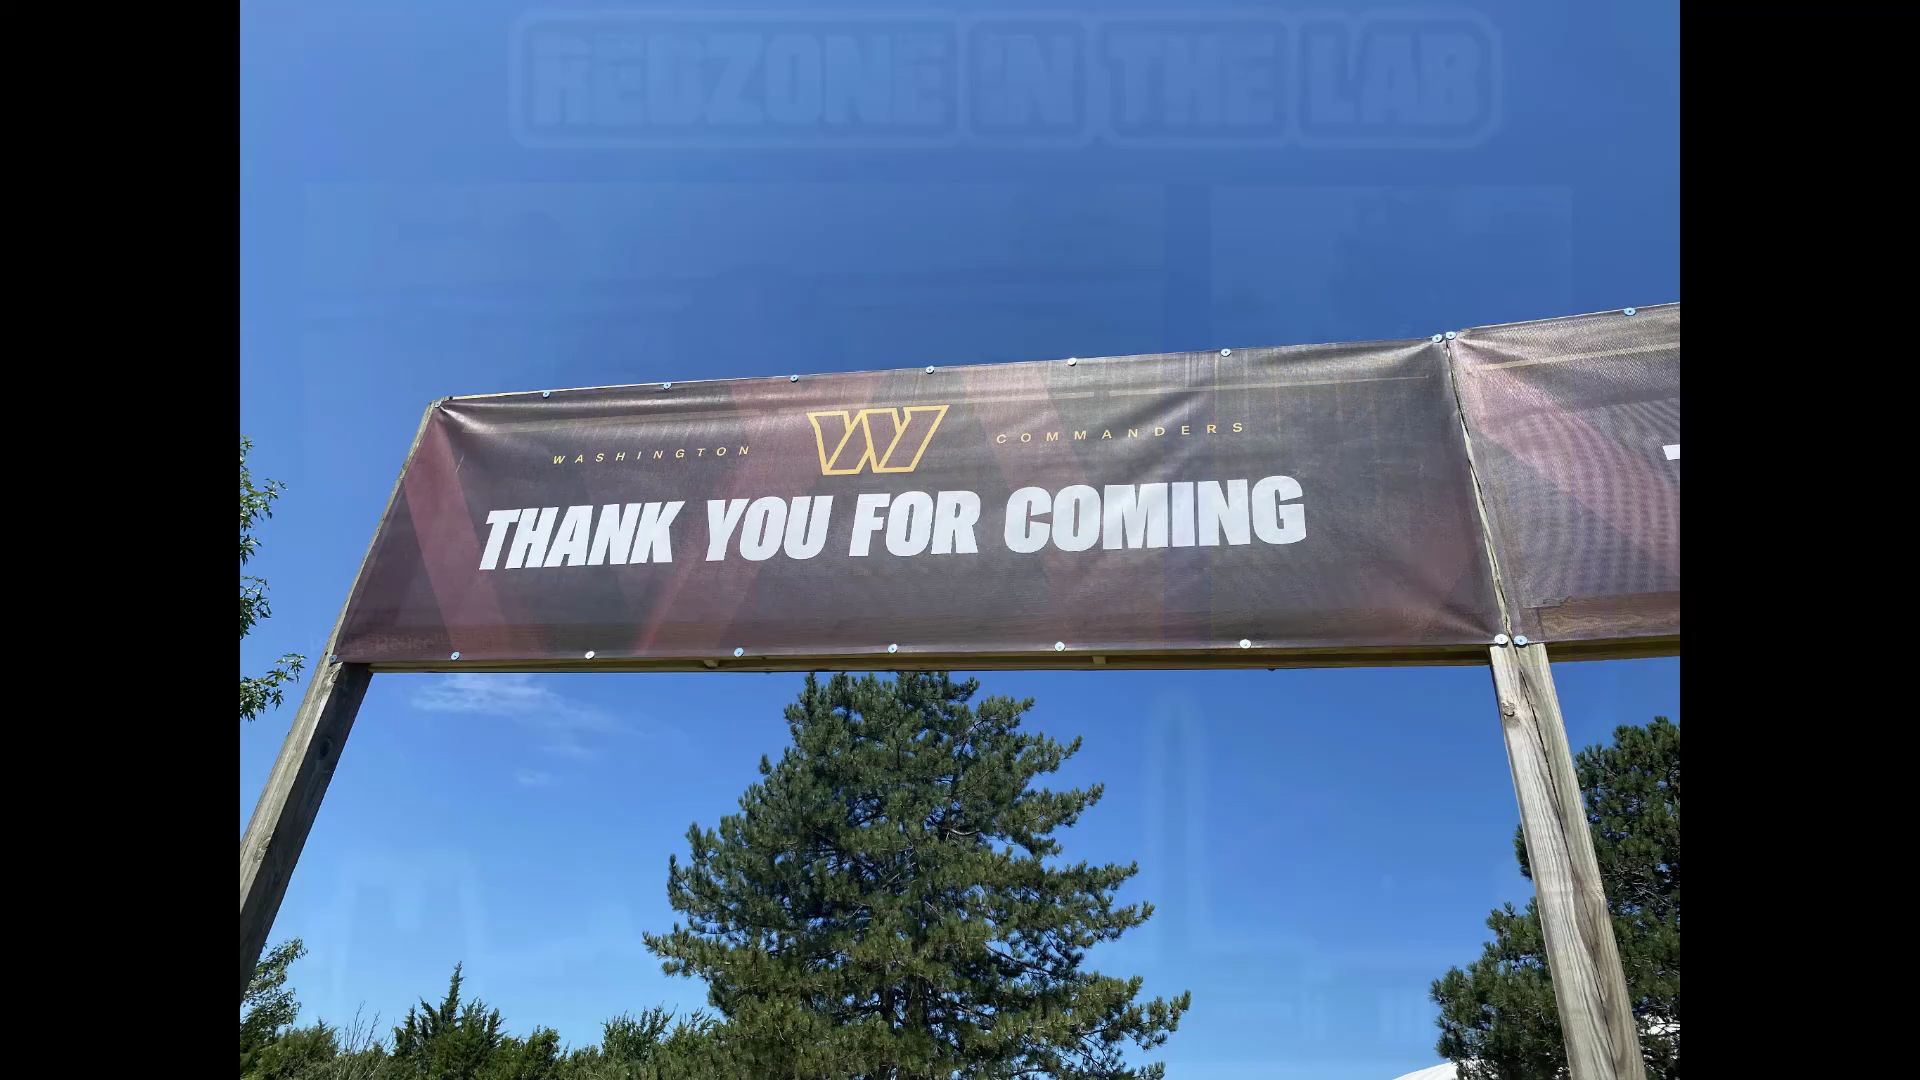 REDZONE IN THE LAB
WASHINGTON W COMMANDERS
THANK YOU FOR COMING